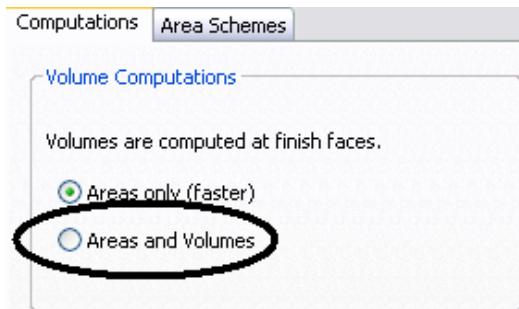 Computations Area Schemes
Volume Computations
Volumes are computed at finish faces.
Areas only (faster)
Areas and Volumes